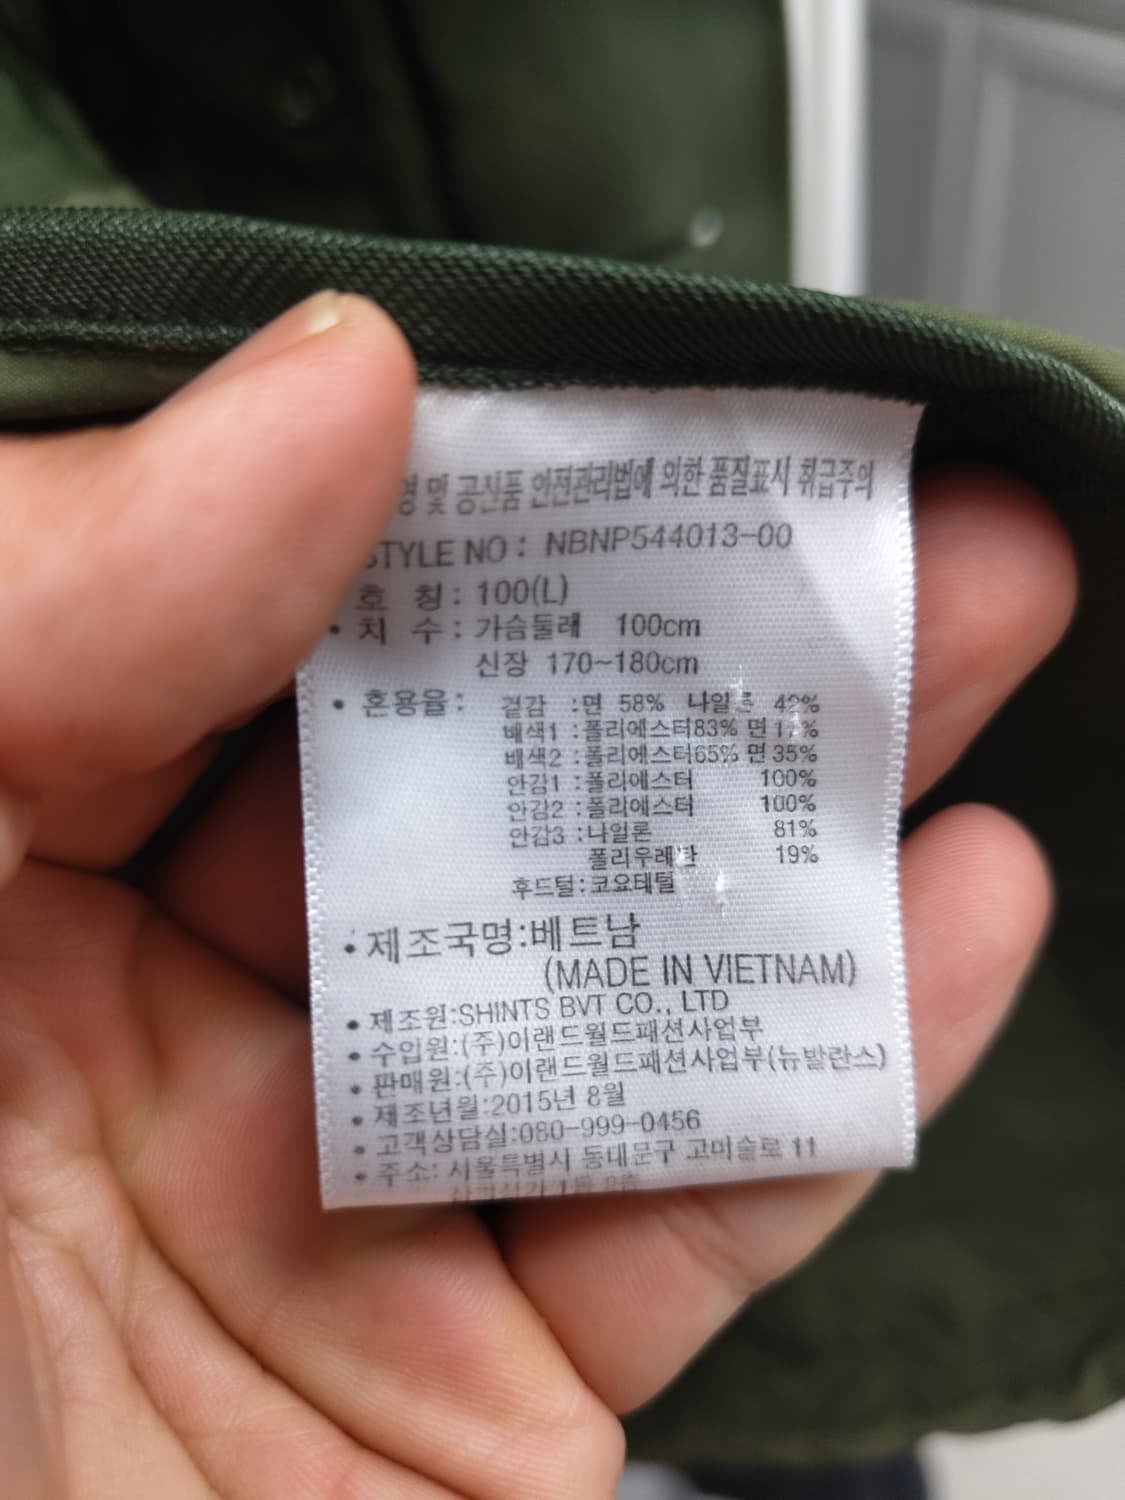 및 공산품 안전관리법에 의한 품질표시 취급주의
STYLE NO : NBNP544013-00
호 칭 : 100(L)
• 치 수 : 가슴둘레 100cm
신장 170~180cm
• 혼용율 : 겉감 : 면 58% 나일론 42%
배색1 : 폴리에스터83% 면 17%
배색2 : 폴리에스터65% 면 35%
안감1 : 폴리에스터 100%
안감2 : 폴리에스터 100%
안감3 : 나일론 81%
폴리우레탄 19%
후드털 : 코요태털
• 제조국명:베트남
(MADE IN VIETNAM)
• 제조원:SHINTS BVT CO., LTD
• 수입원:(주)이랜드월드패션사업부
• 판매원:(주)이랜드월드패션사업부(뉴발란스)
• 제조년월:2015년 8월
• 고객상담실:080-999-0456
• 주소: 서울특별시 동대문구 고미술로 11